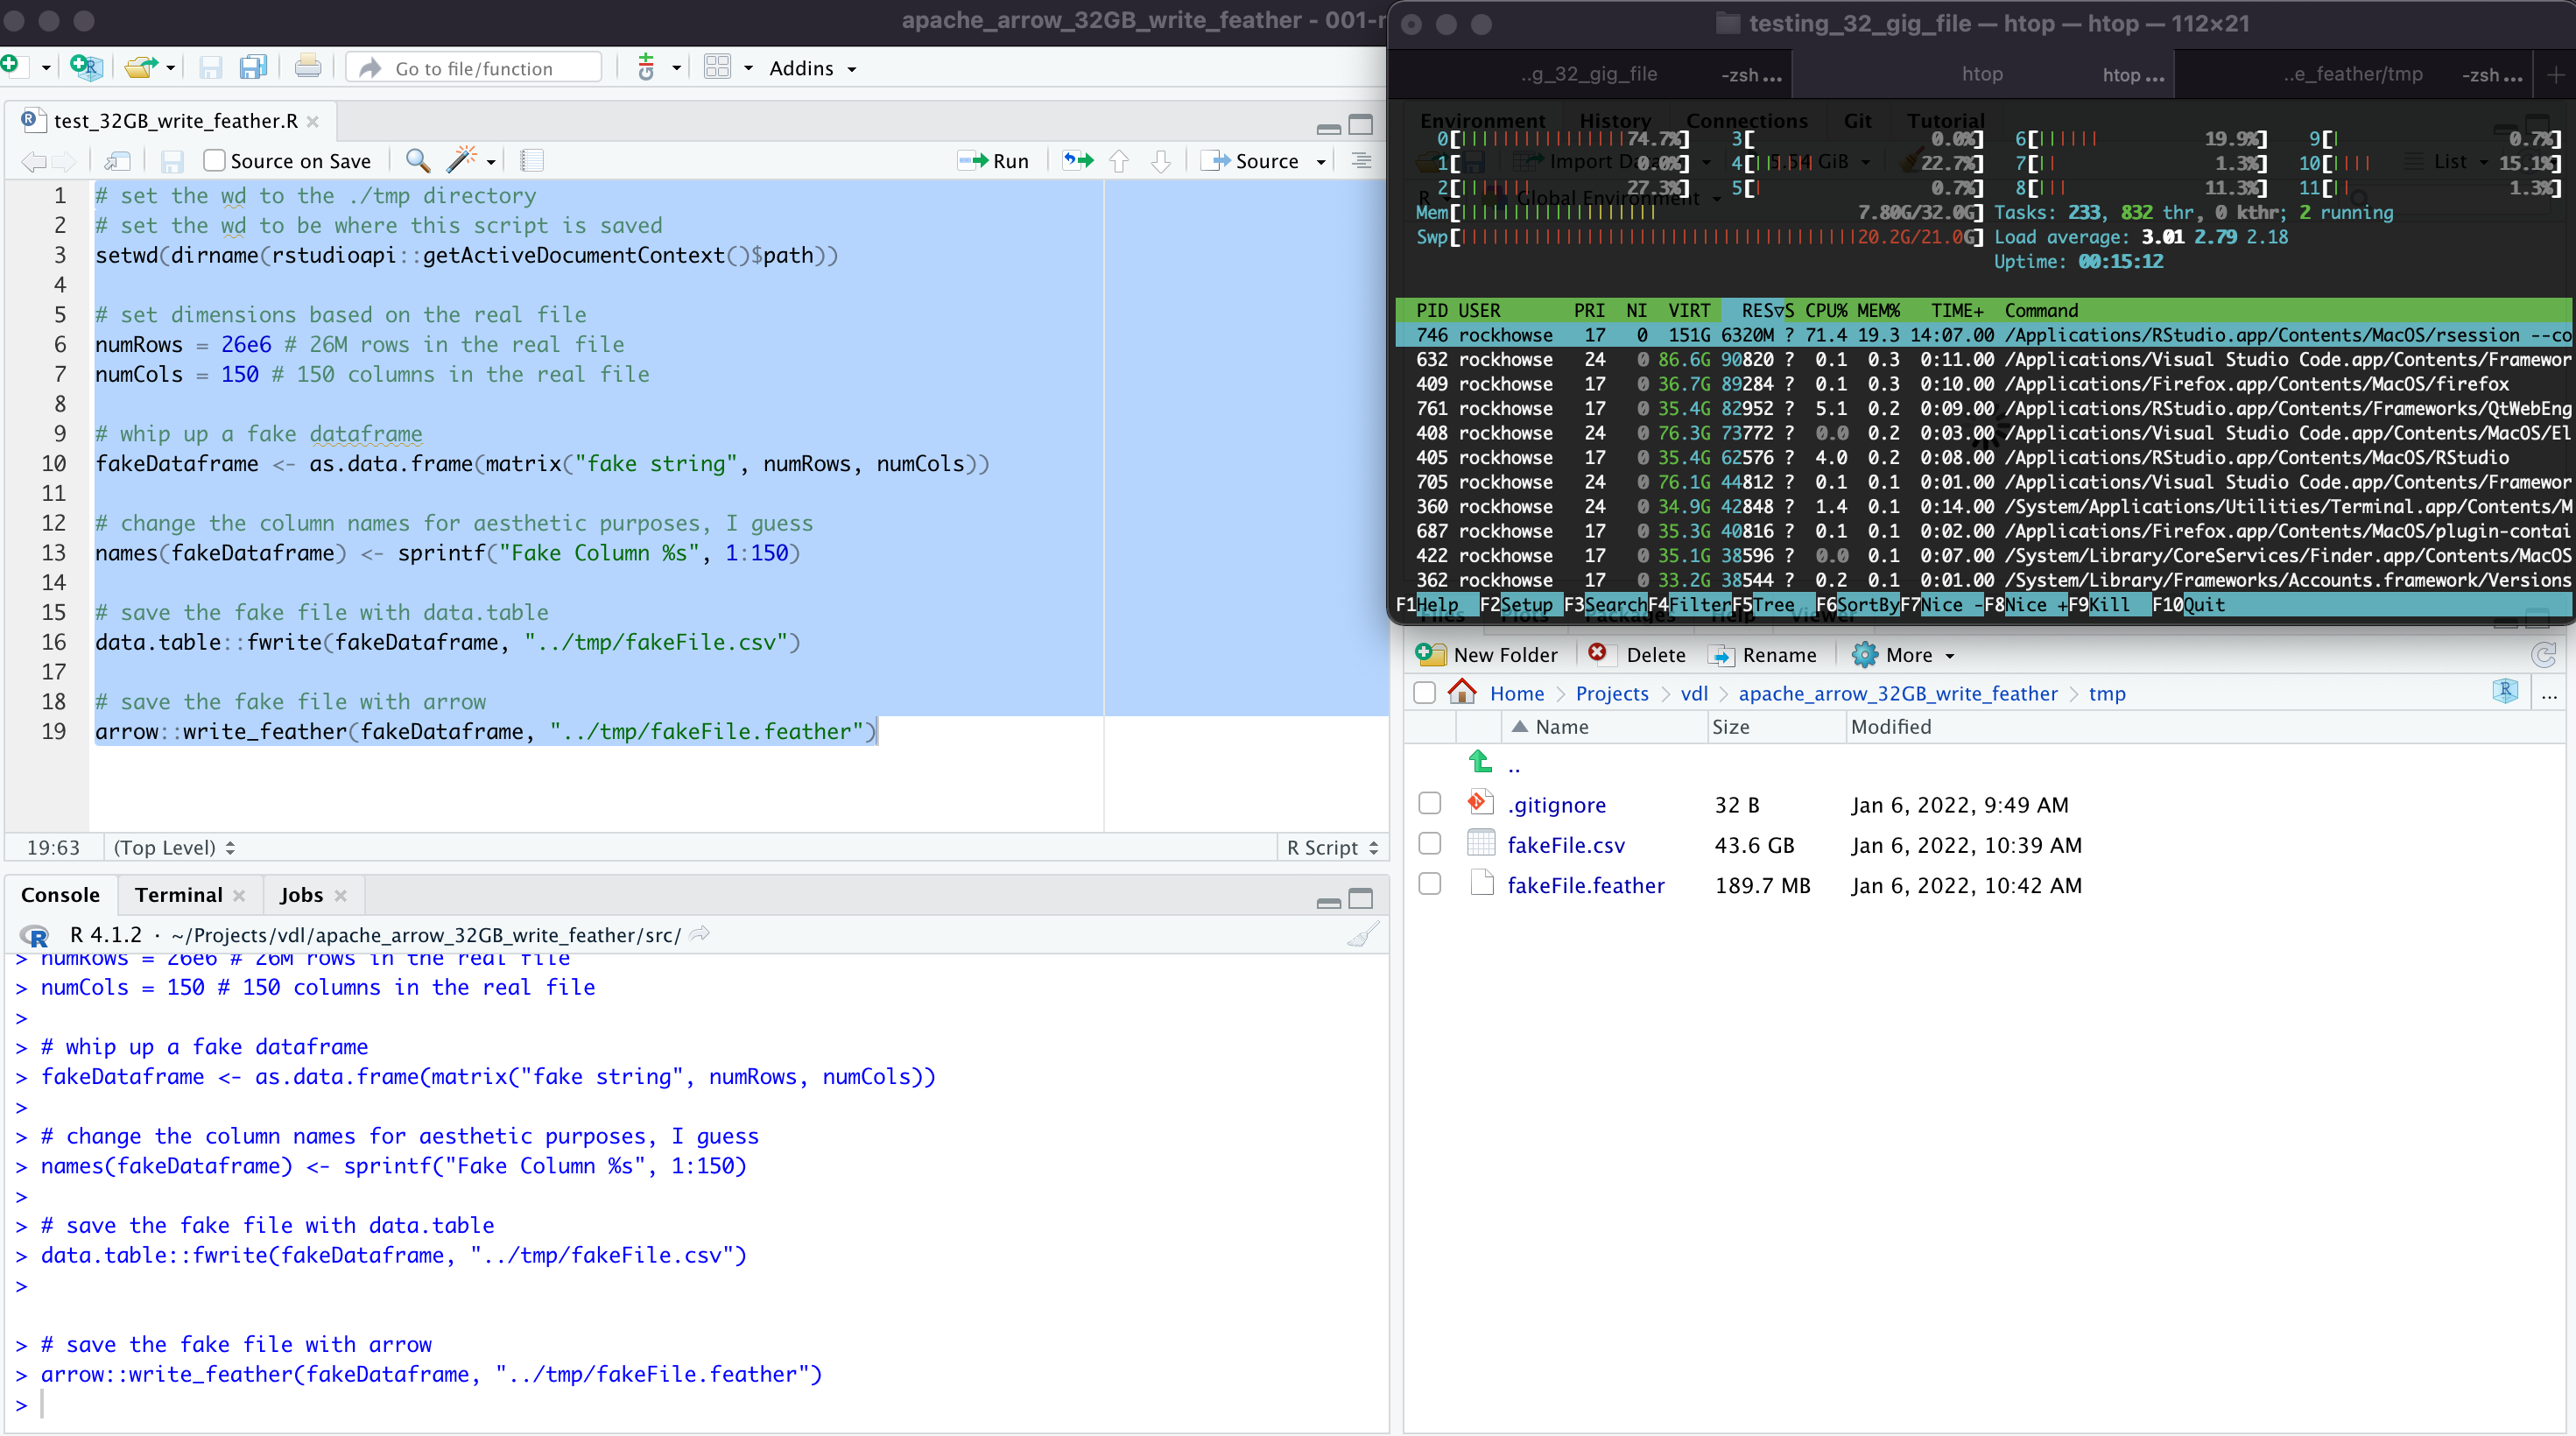 apache_arrow_32GB_write_feather - 001-r
Go to file/function
Addins
test_32GB_write_feather.R
Source on Save
Run
Source
1 # set the wd to the ./tmp directory
2 # set the wd to be where this script is saved
3 setwd(dirname(rstudioapi::getActiveDocumentContext()$path))
4
5 # set dimensions based on the real file
6 numRows = 26e6 # 26M rows in the real file
7 numCols = 150 # 150 columns in the real file
8
9 # whip up a fake dataframe
10 fakeDataframe <- as.data.frame(matrix("fake string", numRows, numCols))
11
12 # change the column names for aesthetic purposes, I guess
13 names(fakeDataframe) <- sprintf("Fake Column %s", 1:150)
14
15 # save the fake file with data.table
16 data.table::fwrite(fakeDataframe, "../tmp/fakeFile.csv")
17
18 # save the fake file with arrow
19 arrow::write_feather(fakeDataframe, "../tmp/fakeFile.feather")
19:63 (Top Level) R Script
Console Terminal Jobs
R 4.1.2 · ~/Projects/vdl/apache_arrow_32GB_write_feather/src/
> numRows = 26e6 # 26M rows in the real file
> numCols = 150 # 150 columns in the real file
>
> # whip up a fake dataframe
> fakeDataframe <- as.data.frame(matrix("fake string", numRows, numCols))
>
> # change the column names for aesthetic purposes, I guess
> names(fakeDataframe) <- sprintf("Fake Column %s", 1:150)
>
> # save the fake file with data.table
> data.table::fwrite(fakeDataframe, "../tmp/fakeFile.csv")
>
> # save the fake file with arrow
> arrow::write_feather(fakeDataframe, "../tmp/fakeFile.feather")
>
testing_32_gig_file — htop — htop — 112×21
..g_32_gig_file -zsh ... htop htop ... ..e_feather/tmp -zsh ...
Environment History Connections Git Tutorial
0[74.7%] 3[0.0%] 6[19.9%] 9[0.7%]
1[0.0%] 4[22.7%] 7[1.3%] 10[15.1%]
2[27.3%] 5[0.7%] 8[11.3%] 11[1.3%]
List
Global Environment
Mem[7.80G/32.0G] Tasks: 233, 832 thr, 0 kthr; 2 running
Swp[20.2G/21.0G] Load average: 3.01 2.79 2.18
Uptime: 00:15:12
PID USER PRI NI VIRT RES▽S CPU% MEM% TIME+ Command
746 rockhowse 17 0 151G 6320M ? 71.4 19.3 14:07.00 /Applications/RStudio.app/Contents/MacOS/rsession --co
632 rockhowse 24 0 86.6G 90820 ? 0.1 0.3 0:11.00 /Applications/Visual Studio Code.app/Contents/Framewor
409 rockhowse 17 0 36.7G 89284 ? 0.1 0.3 0:10.00 /Applications/Firefox.app/Contents/MacOS/firefox
761 rockhowse 17 0 35.4G 82952 ? 5.1 0.2 0:09.00 /Applications/RStudio.app/Contents/Frameworks/QtWebEng
408 rockhowse 24 0 76.3G 73772 ? 0.0 0.2 0:03.00 /Applications/Visual Studio Code.app/Contents/MacOS/El
405 rockhowse 17 0 35.4G 62576 ? 4.0 0.2 0:08.00 /Applications/RStudio.app/Contents/MacOS/RStudio
705 rockhowse 24 0 76.1G 44812 ? 0.1 0.1 0:01.00 /Applications/Visual Studio Code.app/Contents/Framewor
360 rockhowse 24 0 34.9G 42848 ? 1.4 0.1 0:14.00 /System/Applications/Utilities/Terminal.app/Contents/M
687 rockhowse 17 0 35.3G 40816 ? 0.1 0.1 0:02.00 /Applications/Firefox.app/Contents/MacOS/plugin-contai
422 rockhowse 17 0 35.1G 38596 ? 0.0 0.1 0:07.00 /System/Library/CoreServices/Finder.app/Contents/MacOS
362 rockhowse 17 0 33.2G 38544 ? 0.2 0.1 0:01.00 /System/Library/Frameworks/Accounts.framework/Versions
F1Help F2Setup F3SearchF4FilterF5Tree F6SortByF7Nice -F8Nice +F9Kill F10Quit
Files Plots Packages Help Viewer
New Folder Delete Rename More
Home Projects vdl apache_arrow_32GB_write_feather tmp ...
Name Size Modified
..
.gitignore 32 B Jan 6, 2022, 9:49 AM
fakeFile.csv 43.6 GB Jan 6, 2022, 10:39 AM
fakeFile.feather 189.7 MB Jan 6, 2022, 10:42 AM